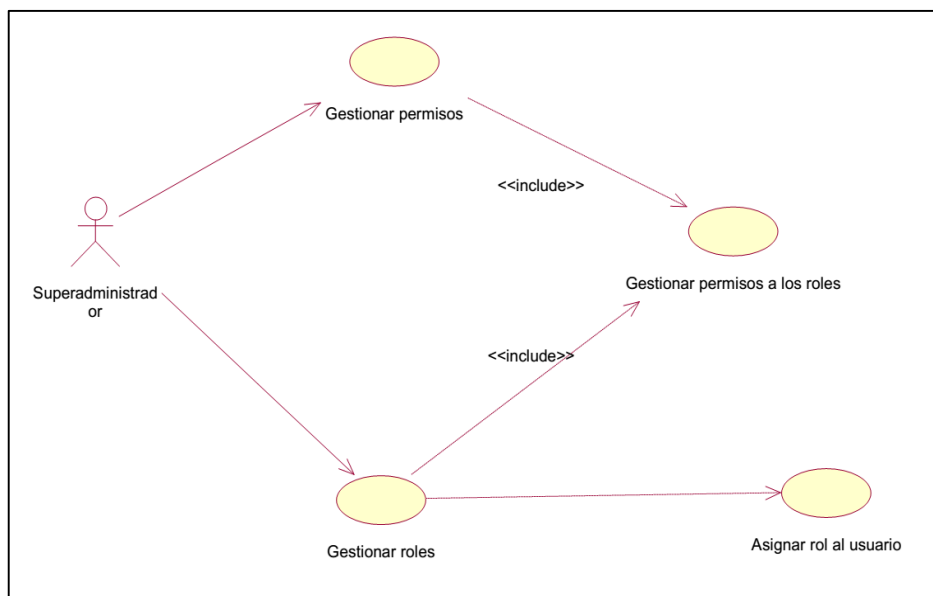 Gestionar permisos
<<include>>
Gestionar permisos a los roles
Superadministrad
or
<<include>>
Gestionar roles
Asignar rol al usuario